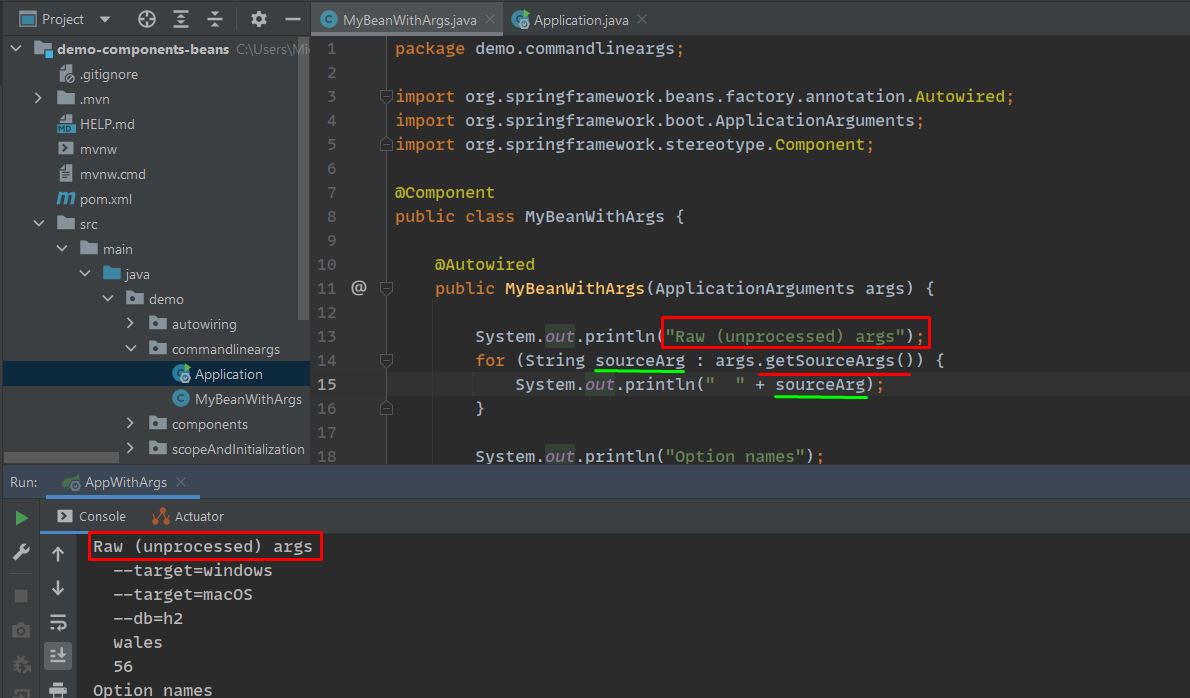 Project
MyBeanWithArgs.java
Application.java
demo-components-beans C:\Users\Mi
.gitignore
.mvn
HELP.md
mvnw
mvnw.cmd
pom.xml
src
main
java
demo
autowiring
commandlineargs
Application
MyBeanWithArgs
components
scopeAndInitialization
1 package demo.commandlineargs;
2
3 import org.springframework.beans.factory.annotation.Autowired;
4 import org.springframework.boot.ApplicationArguments;
5 import org.springframework.stereotype.Component;
6
7 @Component
8 public class MyBeanWithArgs {
9
10 @Autowired
11 @ public MyBeanWithArgs(ApplicationArguments args) {
12
13 System.out.println("Raw (unprocessed) args");
14 for (String sourceArg : args.getSourceArgs()) {
15 System.out.println("  " + sourceArg);
16 }
17
18 System.out.println("Option names");
Run: AppWithArgs
Console Actuator
Raw (unprocessed) args
--target=windows
--target=macOS
--db=h2
wales
56
Option names